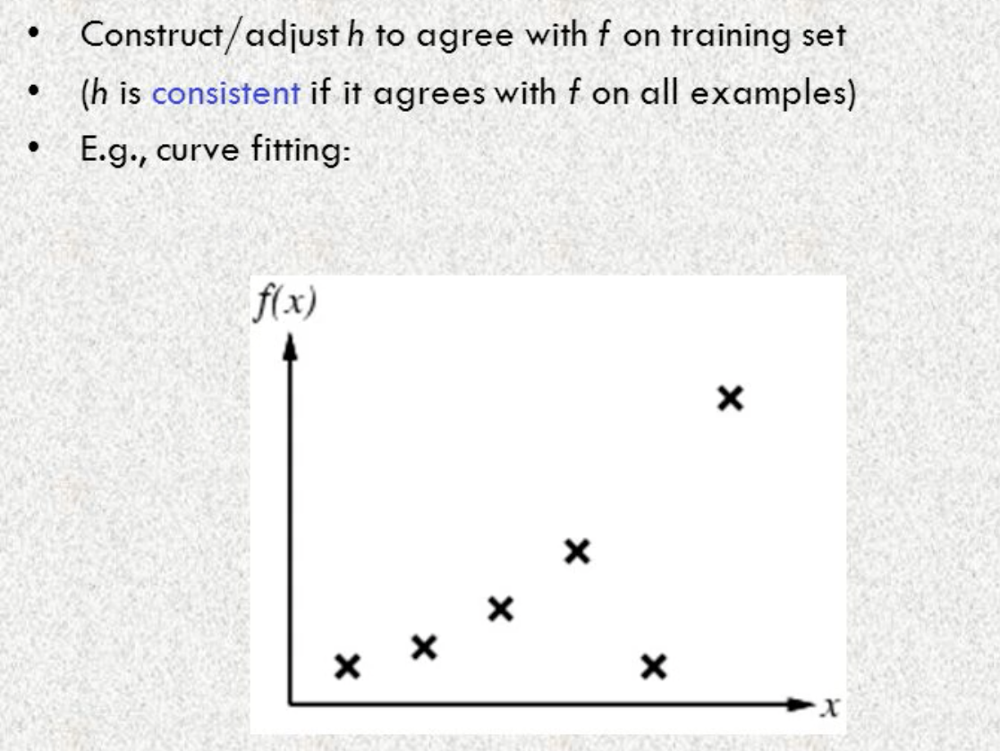 • Construct/adjust h to agree with f on training set
• (h is consistent if it agrees with f on all examples)
• E.g., curve fitting:
f(x)
x